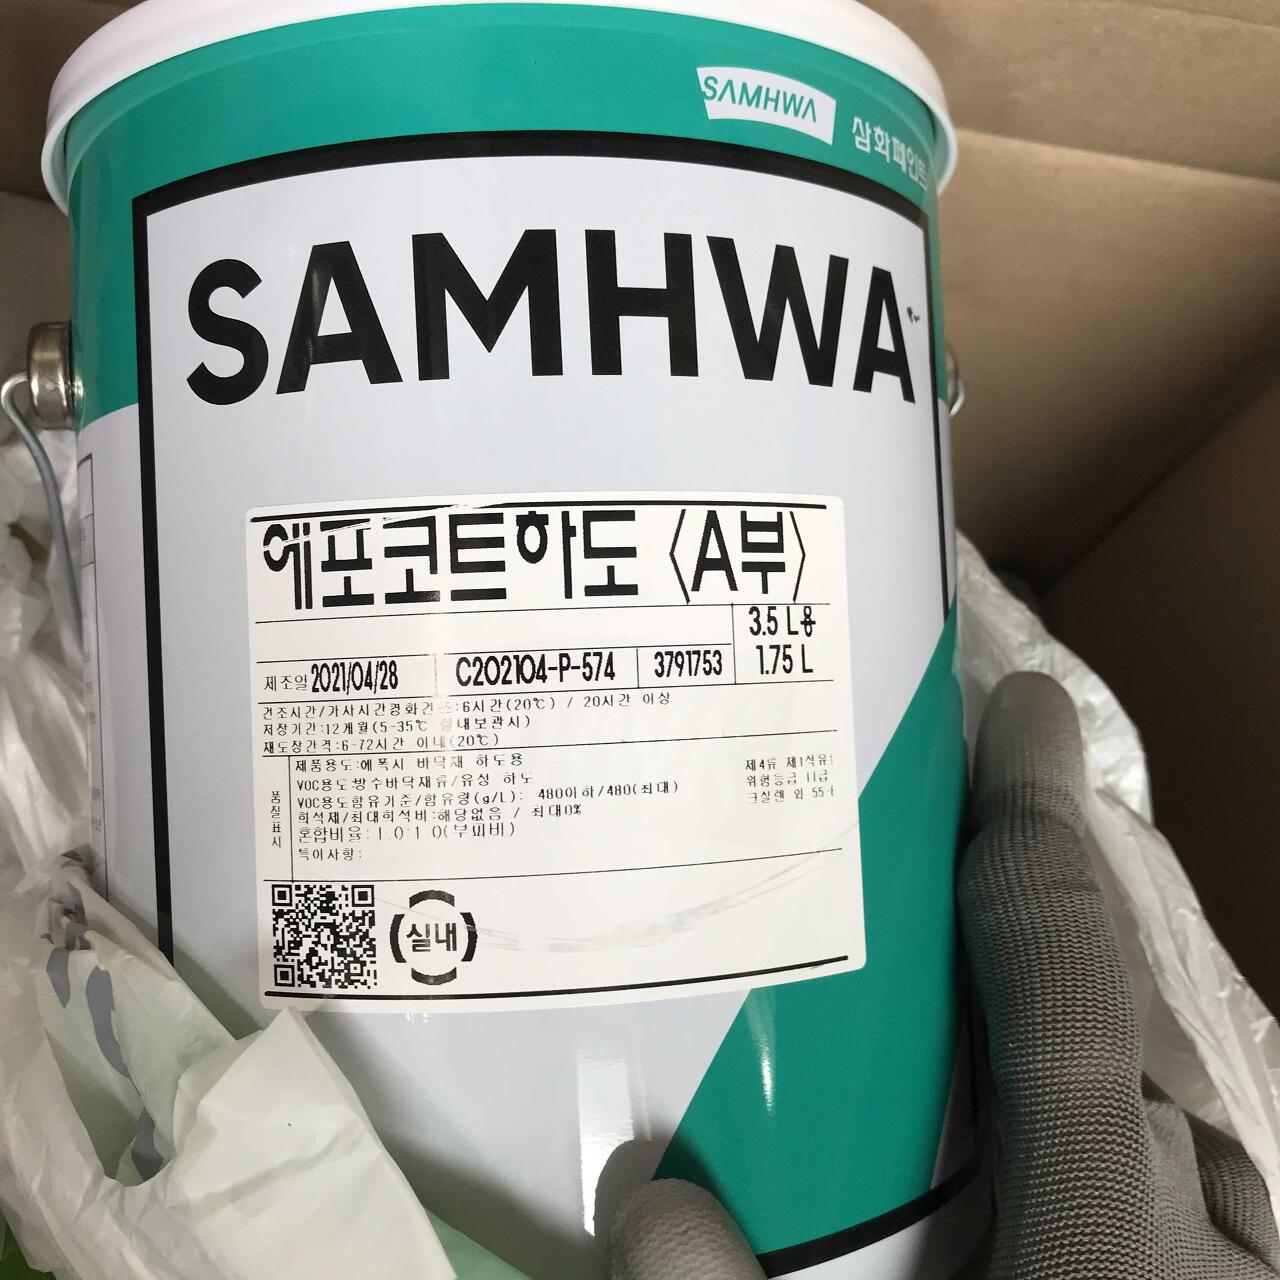 SAMHWA
삼화페인트
SAMHWA
에포코트하도 〈A부〉
3.5 L용
제조일 2021/04/28 C202104-P-574 3791753 1.75 L
건조시간/가사시간경화건조:6시간(20℃) / 20시간 이상
저장기간:12개월(5-35℃ 실내보관시)
재도장간격:6-72시간 이내(20℃)
품질표시
제품용도:에폭시 바닥재 하도용
VOC용도:방수바닥재류/유성 하도
VOC용도함유기준/함유량(g/L): 480이하/480(최대)
희석제/최대희석비:해당없음 / 최대0%
혼합비율:1.0:1.0(부피비)
특이사항:
제4류 제1석유
위험등급 II급
크실렌 외 55-
실내